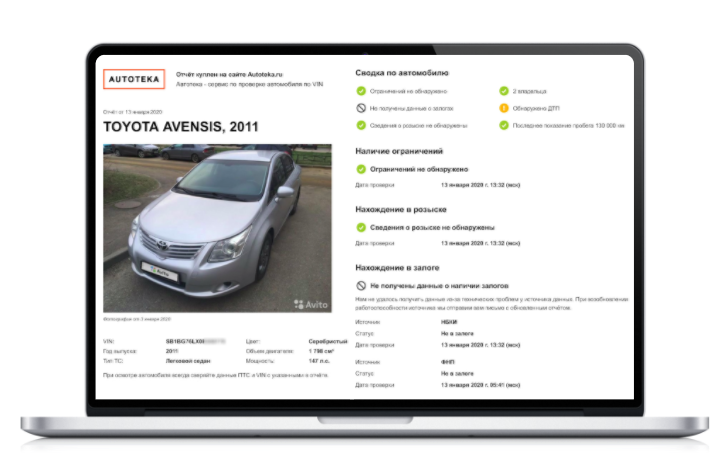 AUTOTEKA
Отчёт куплен на сайте Autoteka.ru
Автотека - сервис по проверке автомобиля по VIN
Отчёт от 13 января 2020
TOYOTA AVENSIS, 2011
Avito
Avito
Фотография от 3 января 2020
VIN: SB1BG76LX0E
Цвет: Серебристый
Год выпуска: 2011
Объем двигателя: 1 798 см³
Тип ТС: Легковой седан
Мощность: 147 л.с.
При осмотре автомобиля всегда сверяйте данные ПТС и VIN с указанными в отчёте.
Сводка по автомобилю
Ограничений не обнаружено
2 владельца
Не получены данные о залогах
Обнаружено ДТП
Сведения о розыске не обнаружены
Последнее показание пробега 139 000 км
Наличие ограничений
Ограничений не обнаружено
Дата проверки 13 января 2020 г. 13:32 (мск)
Нахождение в розыске
Сведения о розыске не обнаружены
Дата проверки 13 января 2020 г. 13:32 (мск)
Нахождение в залоге
Не получены данные о наличии залогов
Нам не удалось получить данные из-за технических проблем у источника данных. При возобновлении
работоспособности источника мы отправим вам письмо с обновленным отчётом.
Источник НБКИ
Статус Не в залоге
Дата проверки 13 января 2020 г. 13:32 (мск)
Источник ФНП
Статус Не в залоге
Дата проверки 13 января 2020 г. 05:41 (мск)